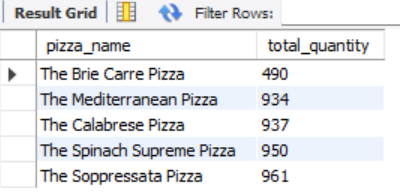 Result Grid Filter Rows:
pizza_name total_quantity
The Brie Carre Pizza 490
The Mediterranean Pizza 934
The Calabrese Pizza 937
The Spinach Supreme Pizza 950
The Soppressata Pizza 961